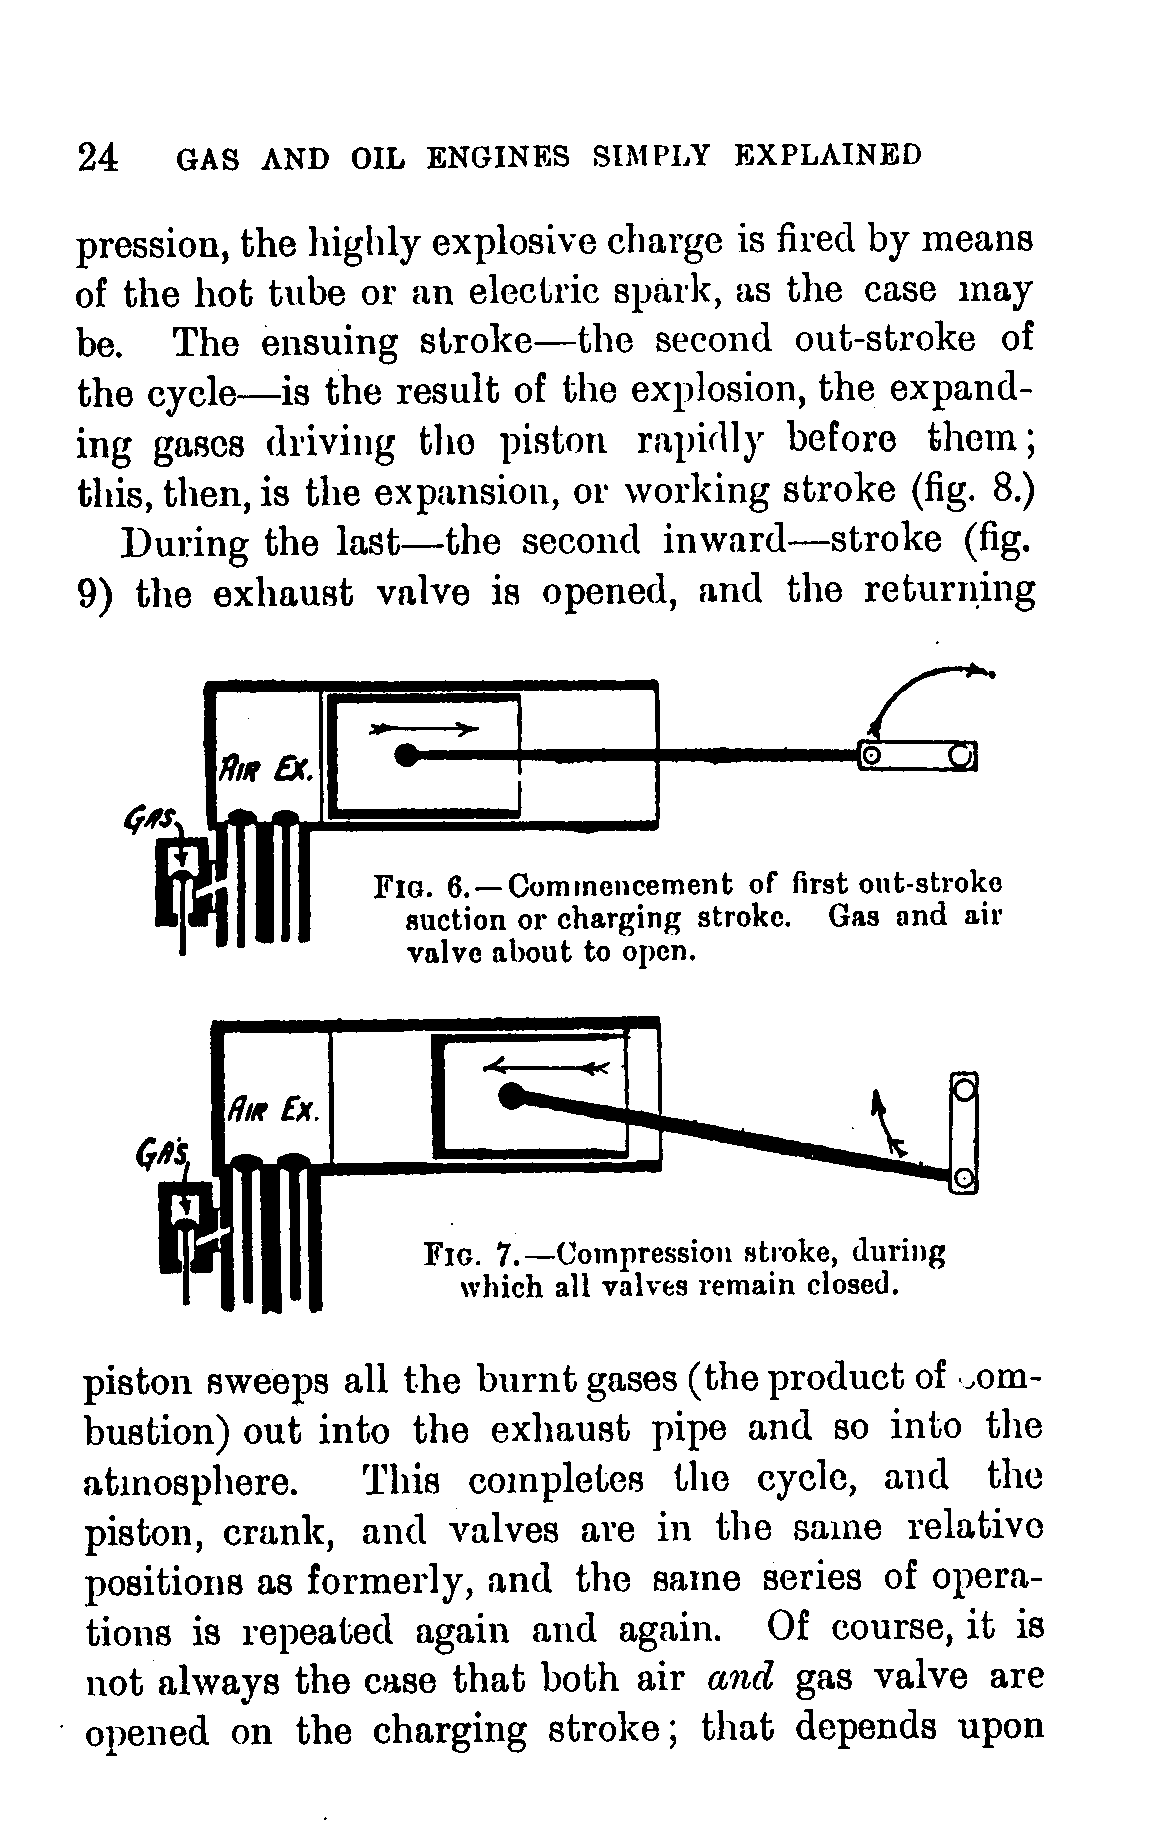 24 GAS AND OIL ENGINES SIMPLY EXPLAINED
pression, the highly explosive charge is fired by means
of the hot tube or an electric spark, as the case may
be. The ensuing stroke—the second out-stroke of
the cycle—is the result of the explosion, the expand-
ing gases driving the piston rapidly before them;
this, then, is the expansion, or working stroke (fig. 8.)
During the last—the second inward—stroke (fig.
9) the exhaust valve is opened, and the returning
AIR EX.
GAS
FIG. 6.—Commencement of first out-stroke
suction or charging stroke. Gas and air
valve about to open.
AIR EX.
GAS
FIG. 7.—Compression stroke, during
which all valves remain closed.
piston sweeps all the burnt gases (the product of com-
bustion) out into the exhaust pipe and so into the
atmosphere. This completes the cycle, and the
piston, crank, and valves are in the same relative
positions as formerly, and the same series of opera-
tions is repeated again and again. Of course, it is
not always the case that both air and gas valve are
opened on the charging stroke; that depends upon